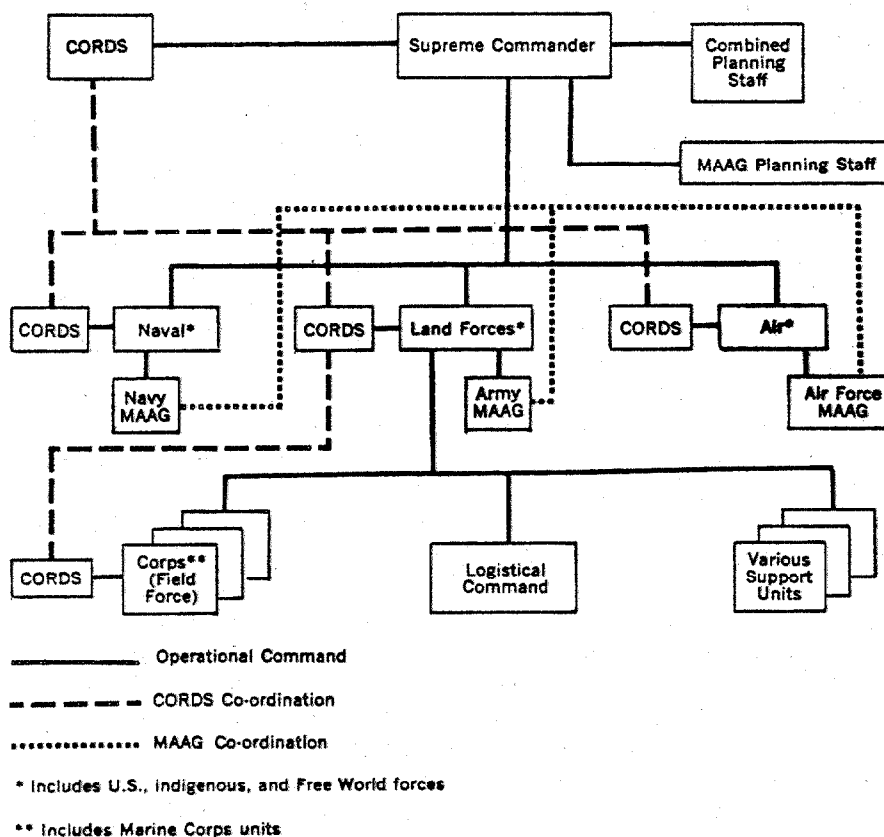 CORDS
Supreme Commander
Combined
Planning
Staff
MAAG Planning Staff
CORDS
Naval*
CORDS
Land Forces*
CORDS
Air*
Navy
MAAG
Army
MAAG
Air Force
MAAG
CORDS
Corps**
(Field
Force)
Logistical
Command
Various
Support
Units
Operational Command
CORDS Co-ordination
MAAG Co-ordination
* Includes U.S., indigenous, and Free World forces
** Includes Marine Corps units